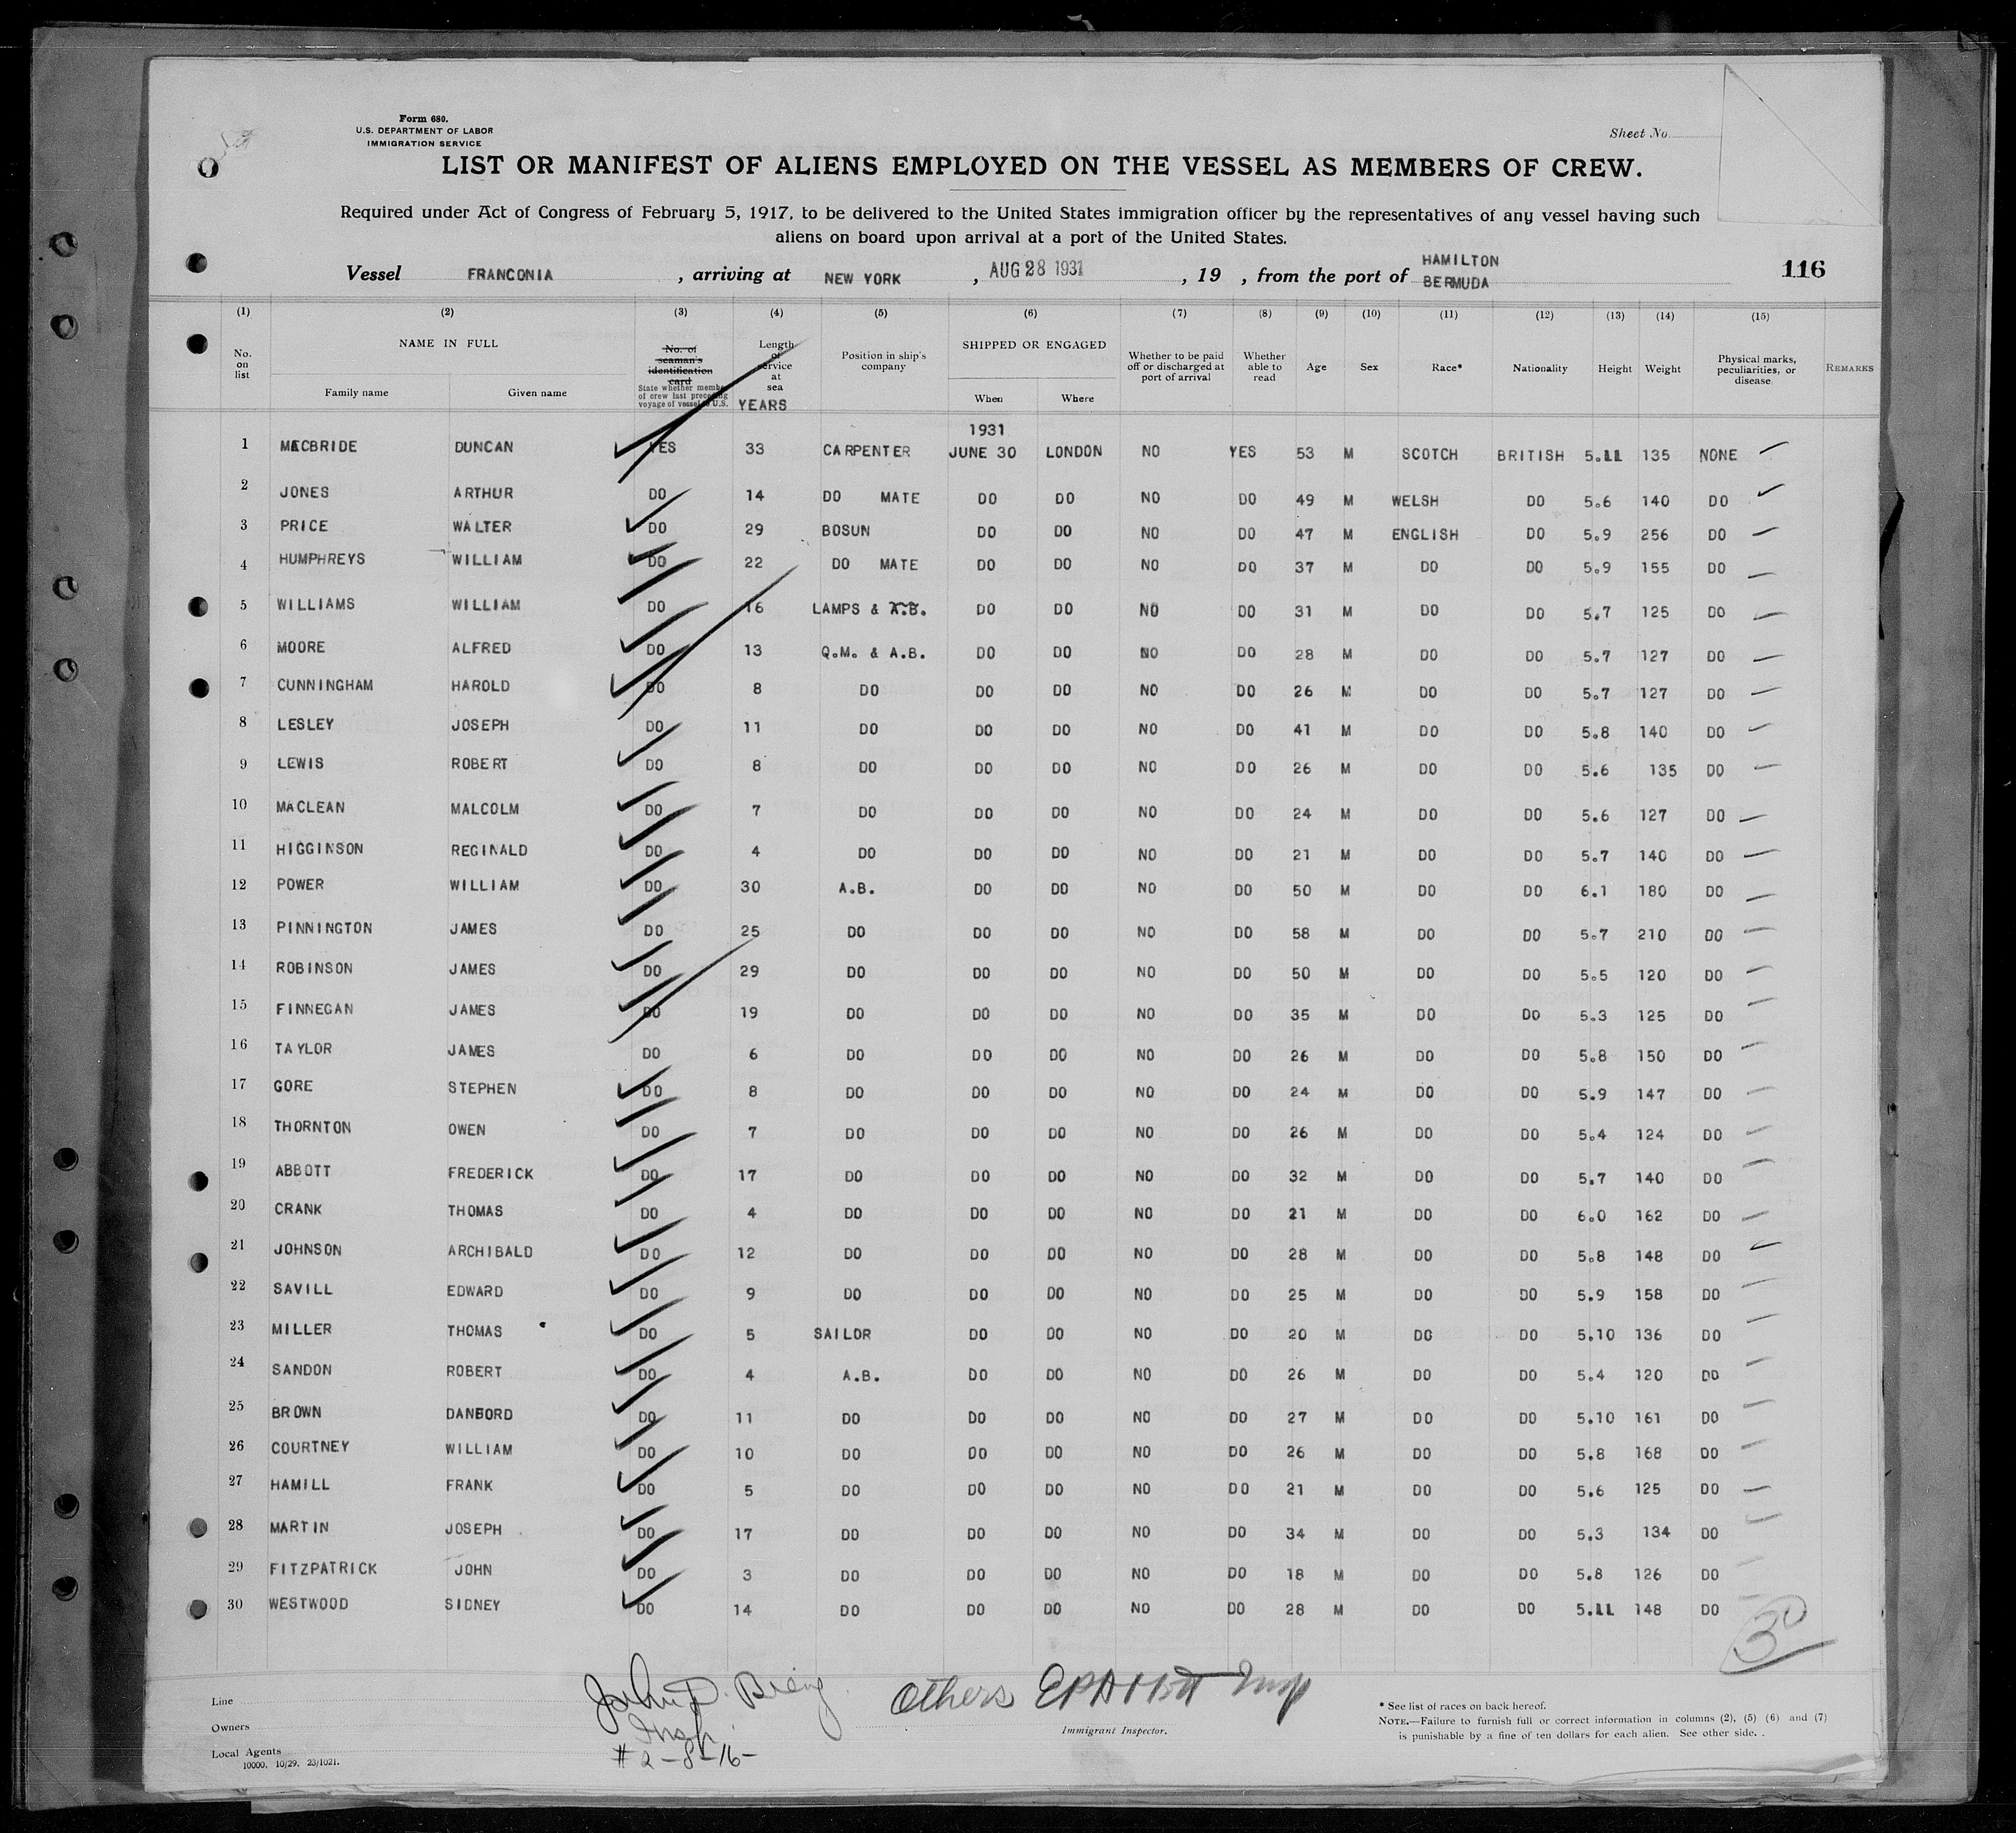 Form 680.
U.S. DEPARTMENT OF LABOR
IMMIGRATION SERVICE
Sheet No.
LIST OR MANIFEST OF ALIENS EMPLOYED ON THE VESSEL AS MEMBERS OF CREW.
Required under Act of Congress of February 5, 1917, to be delivered to the United States immigration officer by the representatives of any vessel having such
aliens on board upon arrival at a port of the United States.
Vessel FRANCONIA , arriving at NEW YORK , AUG 28 1931 , 19 , from the port of HAMILTON BERMUDA 116
(1) (2) (3) (4) (5) (6) (7) (8) (9) (10) (11) (12) (13) (14) (15)
No. on list
NAME IN FULL
Family name Given name
No. of seaman's identification card
State whether member of crew last preceding voyage of vessel to U.S.
Length of service at sea YEARS
Position in ship's company
SHIPPED OR ENGAGED
When Where
Whether to be paid off or discharged at port of arrival
Whether able to read
Age Sex Race* Nationality Height Weight
Physical marks, peculiarities, or disease.
REMARKS
1931
1 MACBRIDE DUNCAN YES 33 CARPENTER JUNE 30 LONDON NO YES 53 M SCOTCH BRITISH 5.11 135 NONE
2 JONES ARTHUR DO 14 DO MATE DO DO NO DO 49 M WELSH DO 5.6 140 DO
3 PRICE WALTER DO 29 BOSUN DO DO NO DO 47 M ENGLISH DO 5.9 256 DO
4 HUMPHREYS WILLIAM DO 22 DO MATE DO DO NO DO 37 M DO DO 5.9 155 DO
5 WILLIAMS WILLIAM DO 16 LAMPS & A.B. DO DO NO DO 31 M DO DO 5.7 125 DO
6 MOORE ALFRED DO 13 Q.M. & A.B. DO DO NO DO 28 M DO DO 5.7 127 DO
7 CUNNINGHAM HAROLD DO 8 DO DO DO NO DO 26 M DO DO 5.7 127 DO
8 LESLEY JOSEPH DO 11 DO DO DO NO DO 41 M DO DO 5.8 140 DO
9 LEWIS ROBERT DO 8 DO DO DO NO DO 26 M DO DO 5.6 135 DO
10 MACLEAN MALCOLM DO 7 DO DO DO NO DO 24 M DO DO 5.6 127 DO
11 HIGGINSON REGINALD DO 4 DO DO DO NO DO 21 M DO DO 5.7 140 DO
12 POWER WILLIAM DO 30 A.B. DO DO NO DO 50 M DO DO 6.1 180 DO
13 PINNINGTON JAMES DO 25 DO DO DO NO DO 58 M DO DO 5.7 210 DO
14 ROBINSON JAMES DO 29 DO DO DO NO DO 50 M DO DO 5.5 120 DO
15 FINNEGAN JAMES DO 19 DO DO DO NO DO 35 M DO DO 5.3 125 DO
16 TAYLOR JAMES DO 6 DO DO DO NO DO 26 M DO DO 5.8 150 DO
17 GORE STEPHEN DO 8 DO DO DO NO DO 24 M DO DO 5.9 147 DO
18 THORNTON OWEN DO 7 DO DO DO NO DO 26 M DO DO 5.4 124 DO
19 ABBOTT FREDERICK DO 17 DO DO DO NO DO 32 M DO DO 5.7 140 DO
20 CRANK THOMAS DO 4 DO DO DO NO DO 21 M DO DO 6.0 162 DO
21 JOHNSON ARCHIBALD DO 12 DO DO DO NO DO 28 M DO DO 5.8 148 DO
22 SAVILL EDWARD DO 9 DO DO DO NO DO 25 M DO DO 5.9 158 DO
23 MILLER THOMAS DO 5 SAILOR DO DO NO DO 20 M DO DO 5.10 136 DO
24 SANDON ROBERT DO 4 A.B. DO DO NO DO 26 M DO DO 5.4 120 DO
25 BROWN DANFORD DO 11 DO DO DO NO DO 27 M DO DO 5.10 161 DO
26 COURTNEY WILLIAM DO 10 DO DO DO NO DO 26 M DO DO 5.8 168 DO
27 HAMILL FRANK DO 5 DO DO DO NO DO 21 M DO DO 5.6 125 DO
28 MARTIN JOSEPH DO 17 DO DO DO NO DO 34 M DO DO 5.3 134 DO
29 FITZPATRICK JOHN DO 3 DO DO DO NO DO 18 M DO DO 5.8 126 DO
30 WESTWOOD SIDNEY DO 14 DO DO DO NO DO 28 M DO DO 5.11 148 DO
30
Line
Owners
Local Agents
10000, 10/29. 23/1021.
John
Insp.
# 2-8-16-
Others
Immigrant Inspector.
* See list of races on back hereof.
NOTE.—Failure to furnish full or correct information in columns (2), (5) (6) and (7)
is punishable by a fine of ten dollars for each alien. See other side.